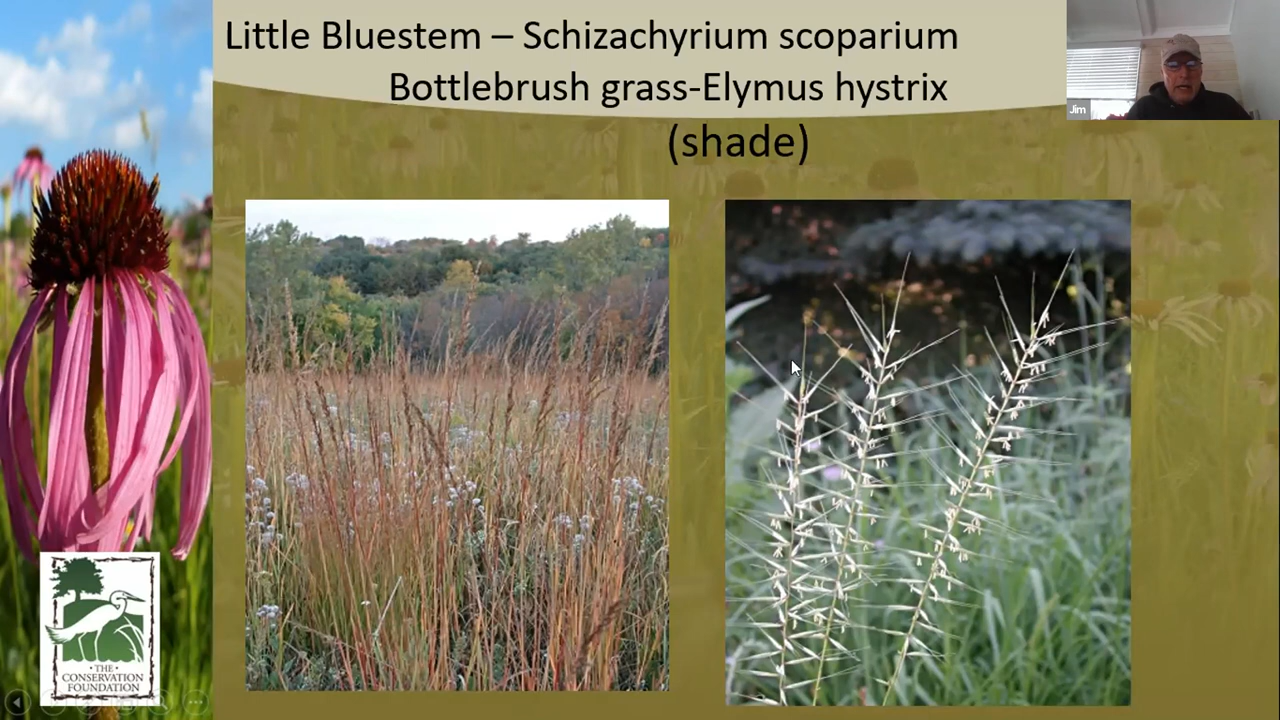 Little Bluestem – Schizachyrium scoparium
Bottlebrush grass-Elymus hystrix
(shade)
Jim
• THE •
CONSERVATION
FOUNDATION